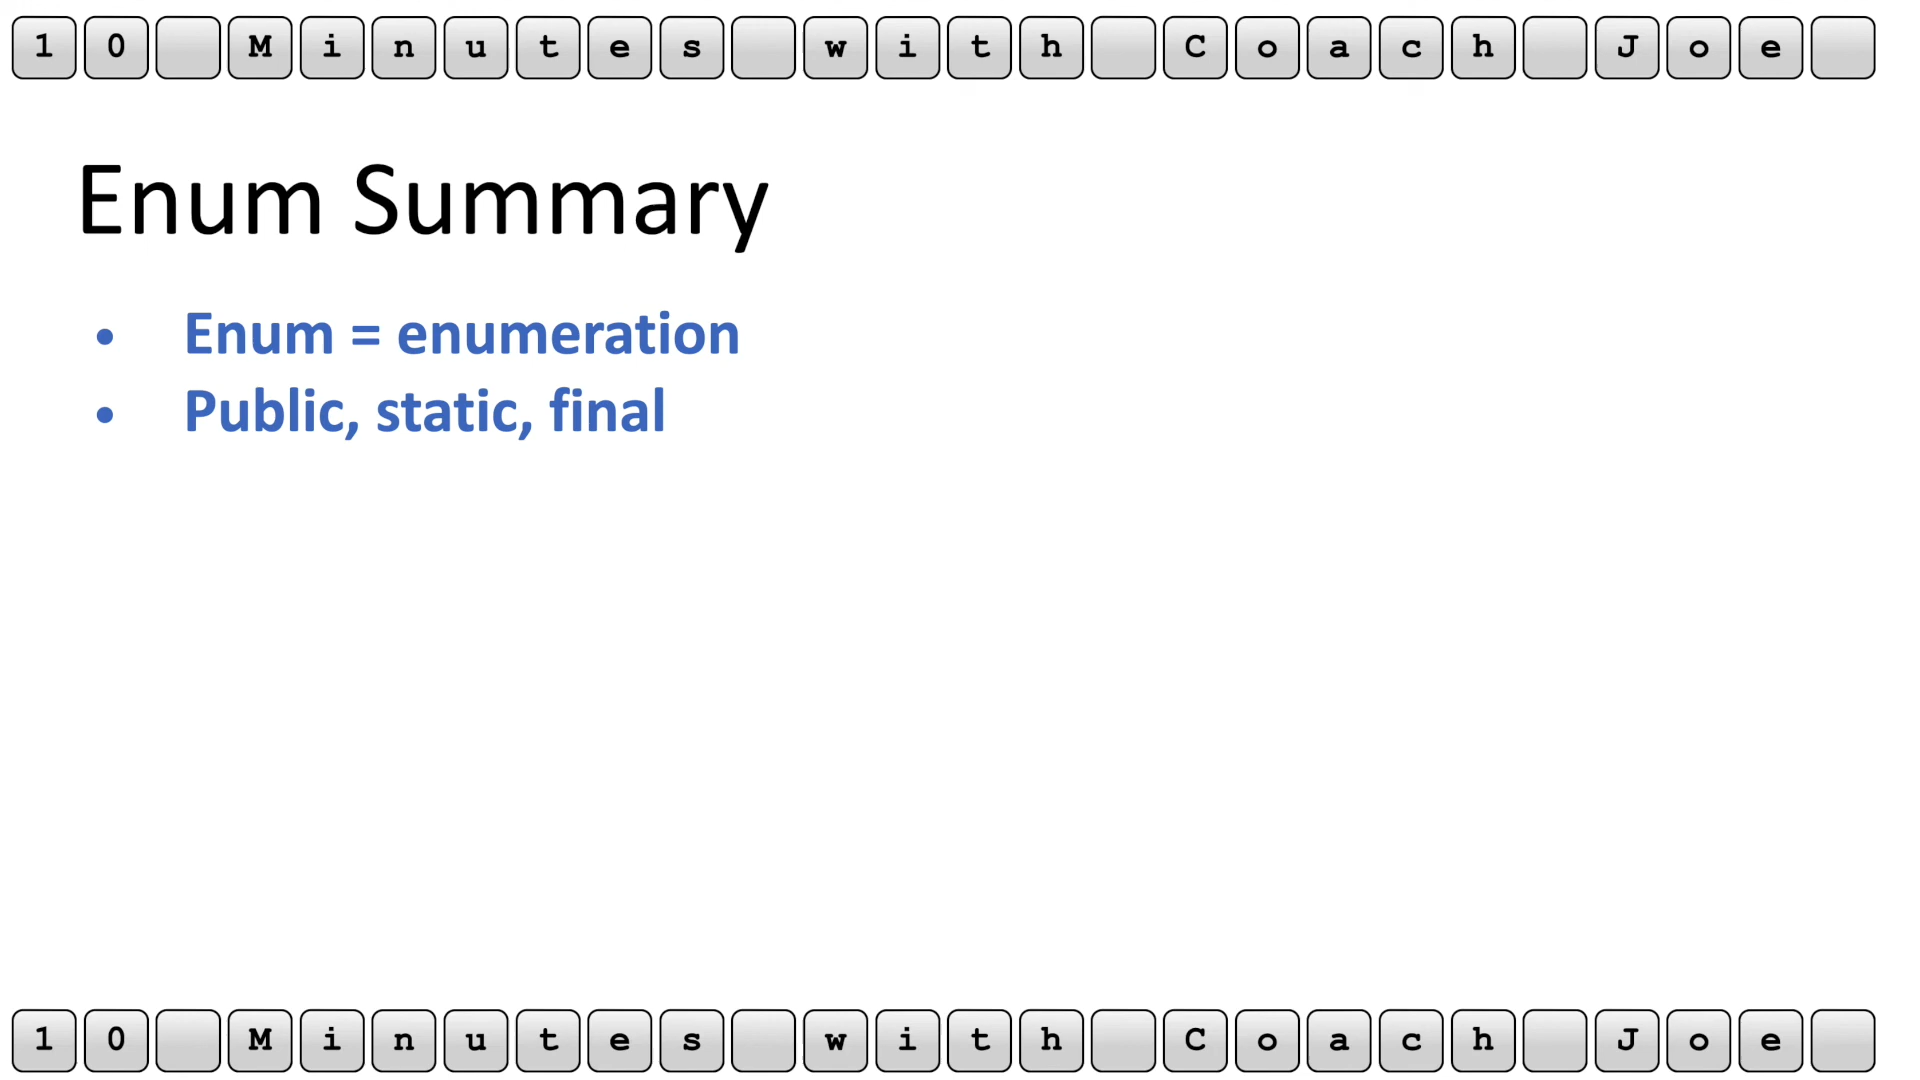 10 Minutes with Coach Joe
Enum Summary
• Enum = enumeration
• Public, static, final
10 Minutes with Coach Joe